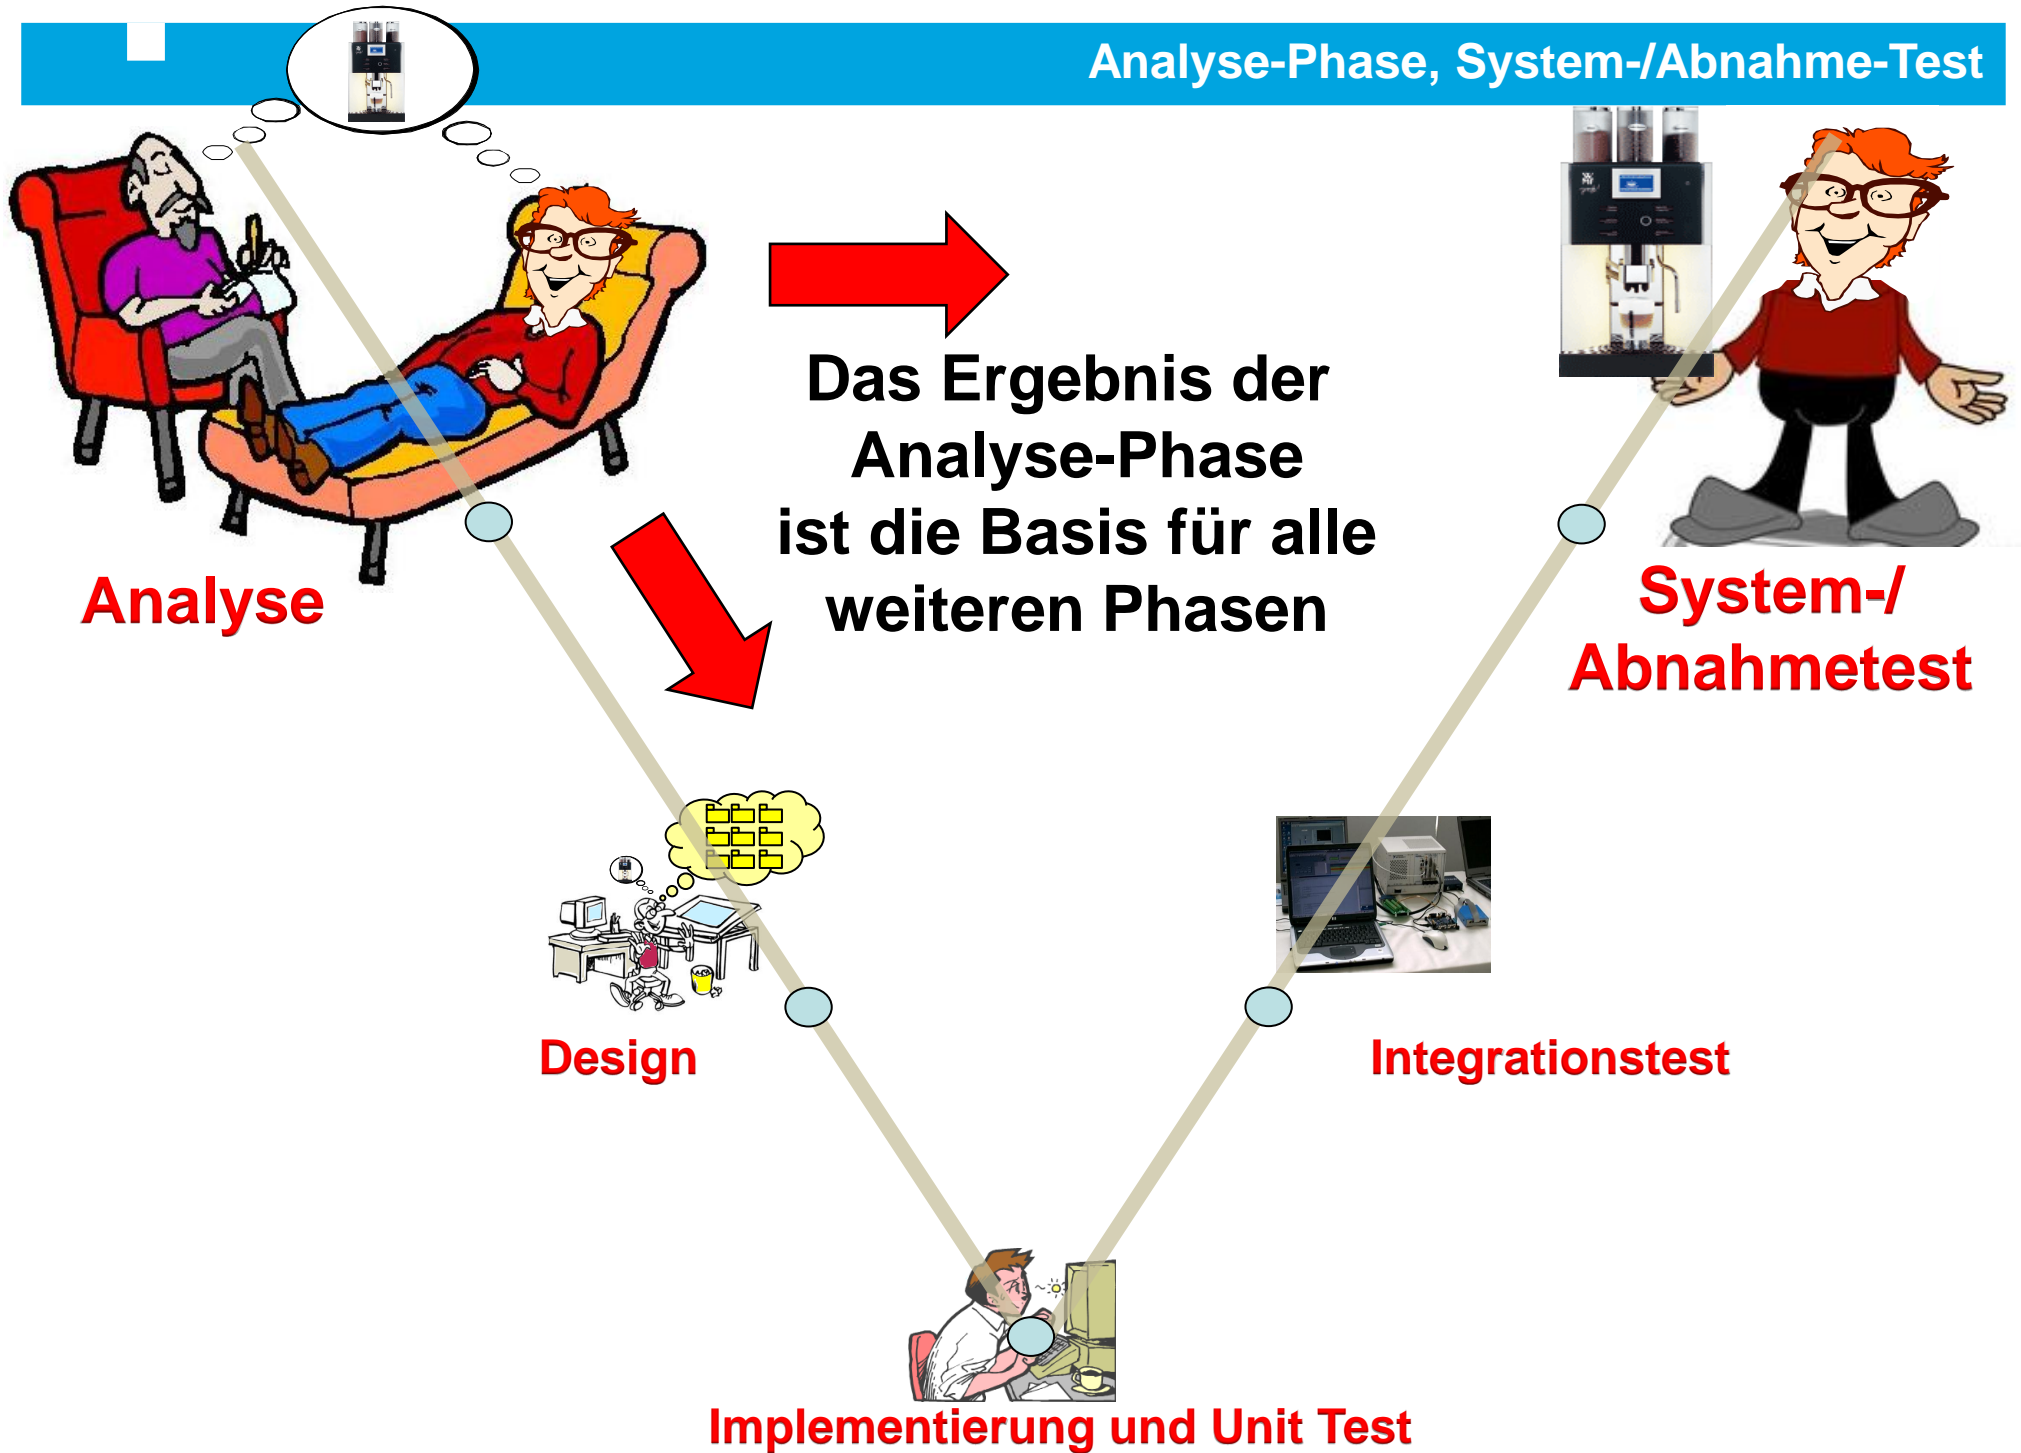 Analyse-Phase, System-/Abnahme-Test
WMF
Das Ergebnis der
Analyse-Phase
ist die Basis für alle
weiteren Phasen
Analyse
System-/
Abnahmetest
Design
Integrationstest
Implementierung und Unit Test